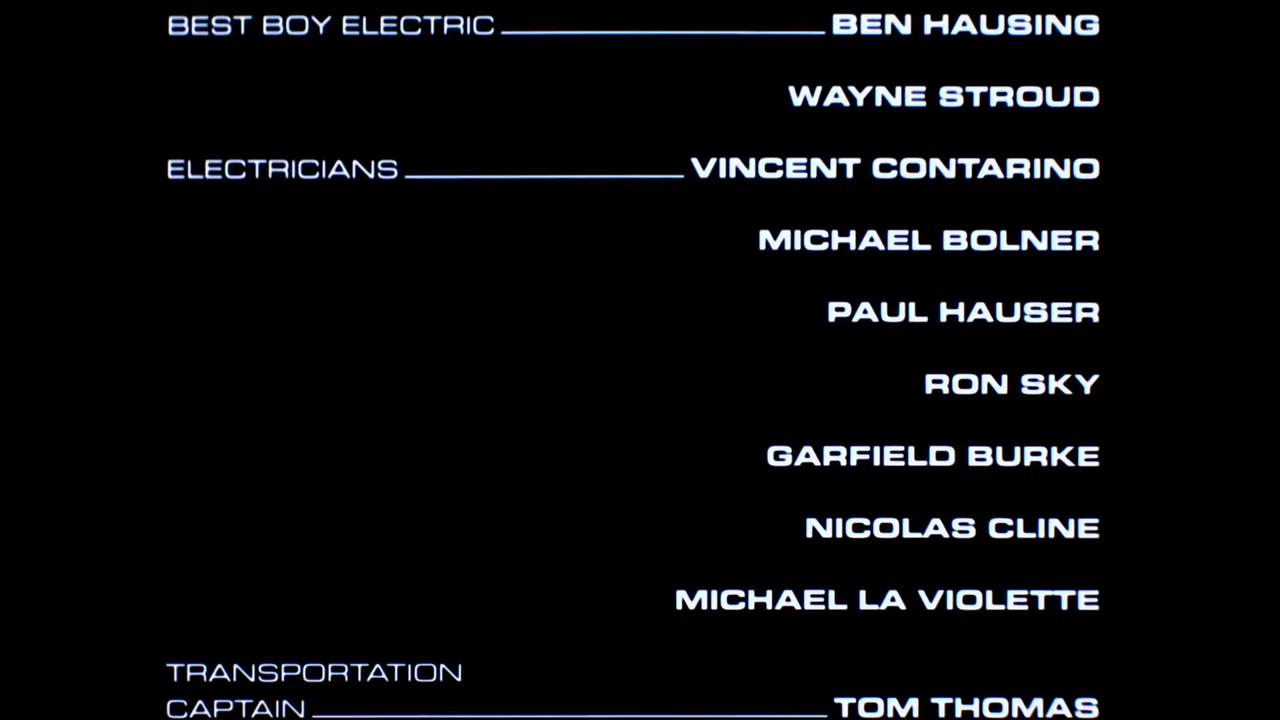 BEST BOY ELECTRIC BEN HAUSING
WAYNE STROUD
ELECTRICIANS VINCENT CONTARINO
MICHAEL BOLNER
PAUL HAUSER
RON SKY
GARFIELD BURKE
NICOLAS CLINE
MICHAEL LA VIOLETTE
TRANSPORTATION
CAPTAIN TOM THOMAS